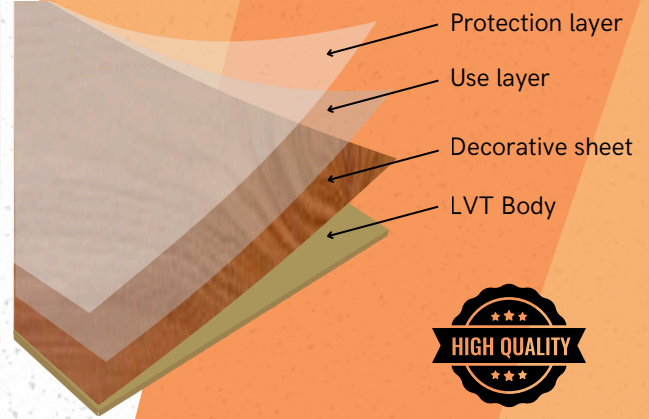 Protection layer
Use layer
Decorative sheet
LVT Body
HIGH QUALITY